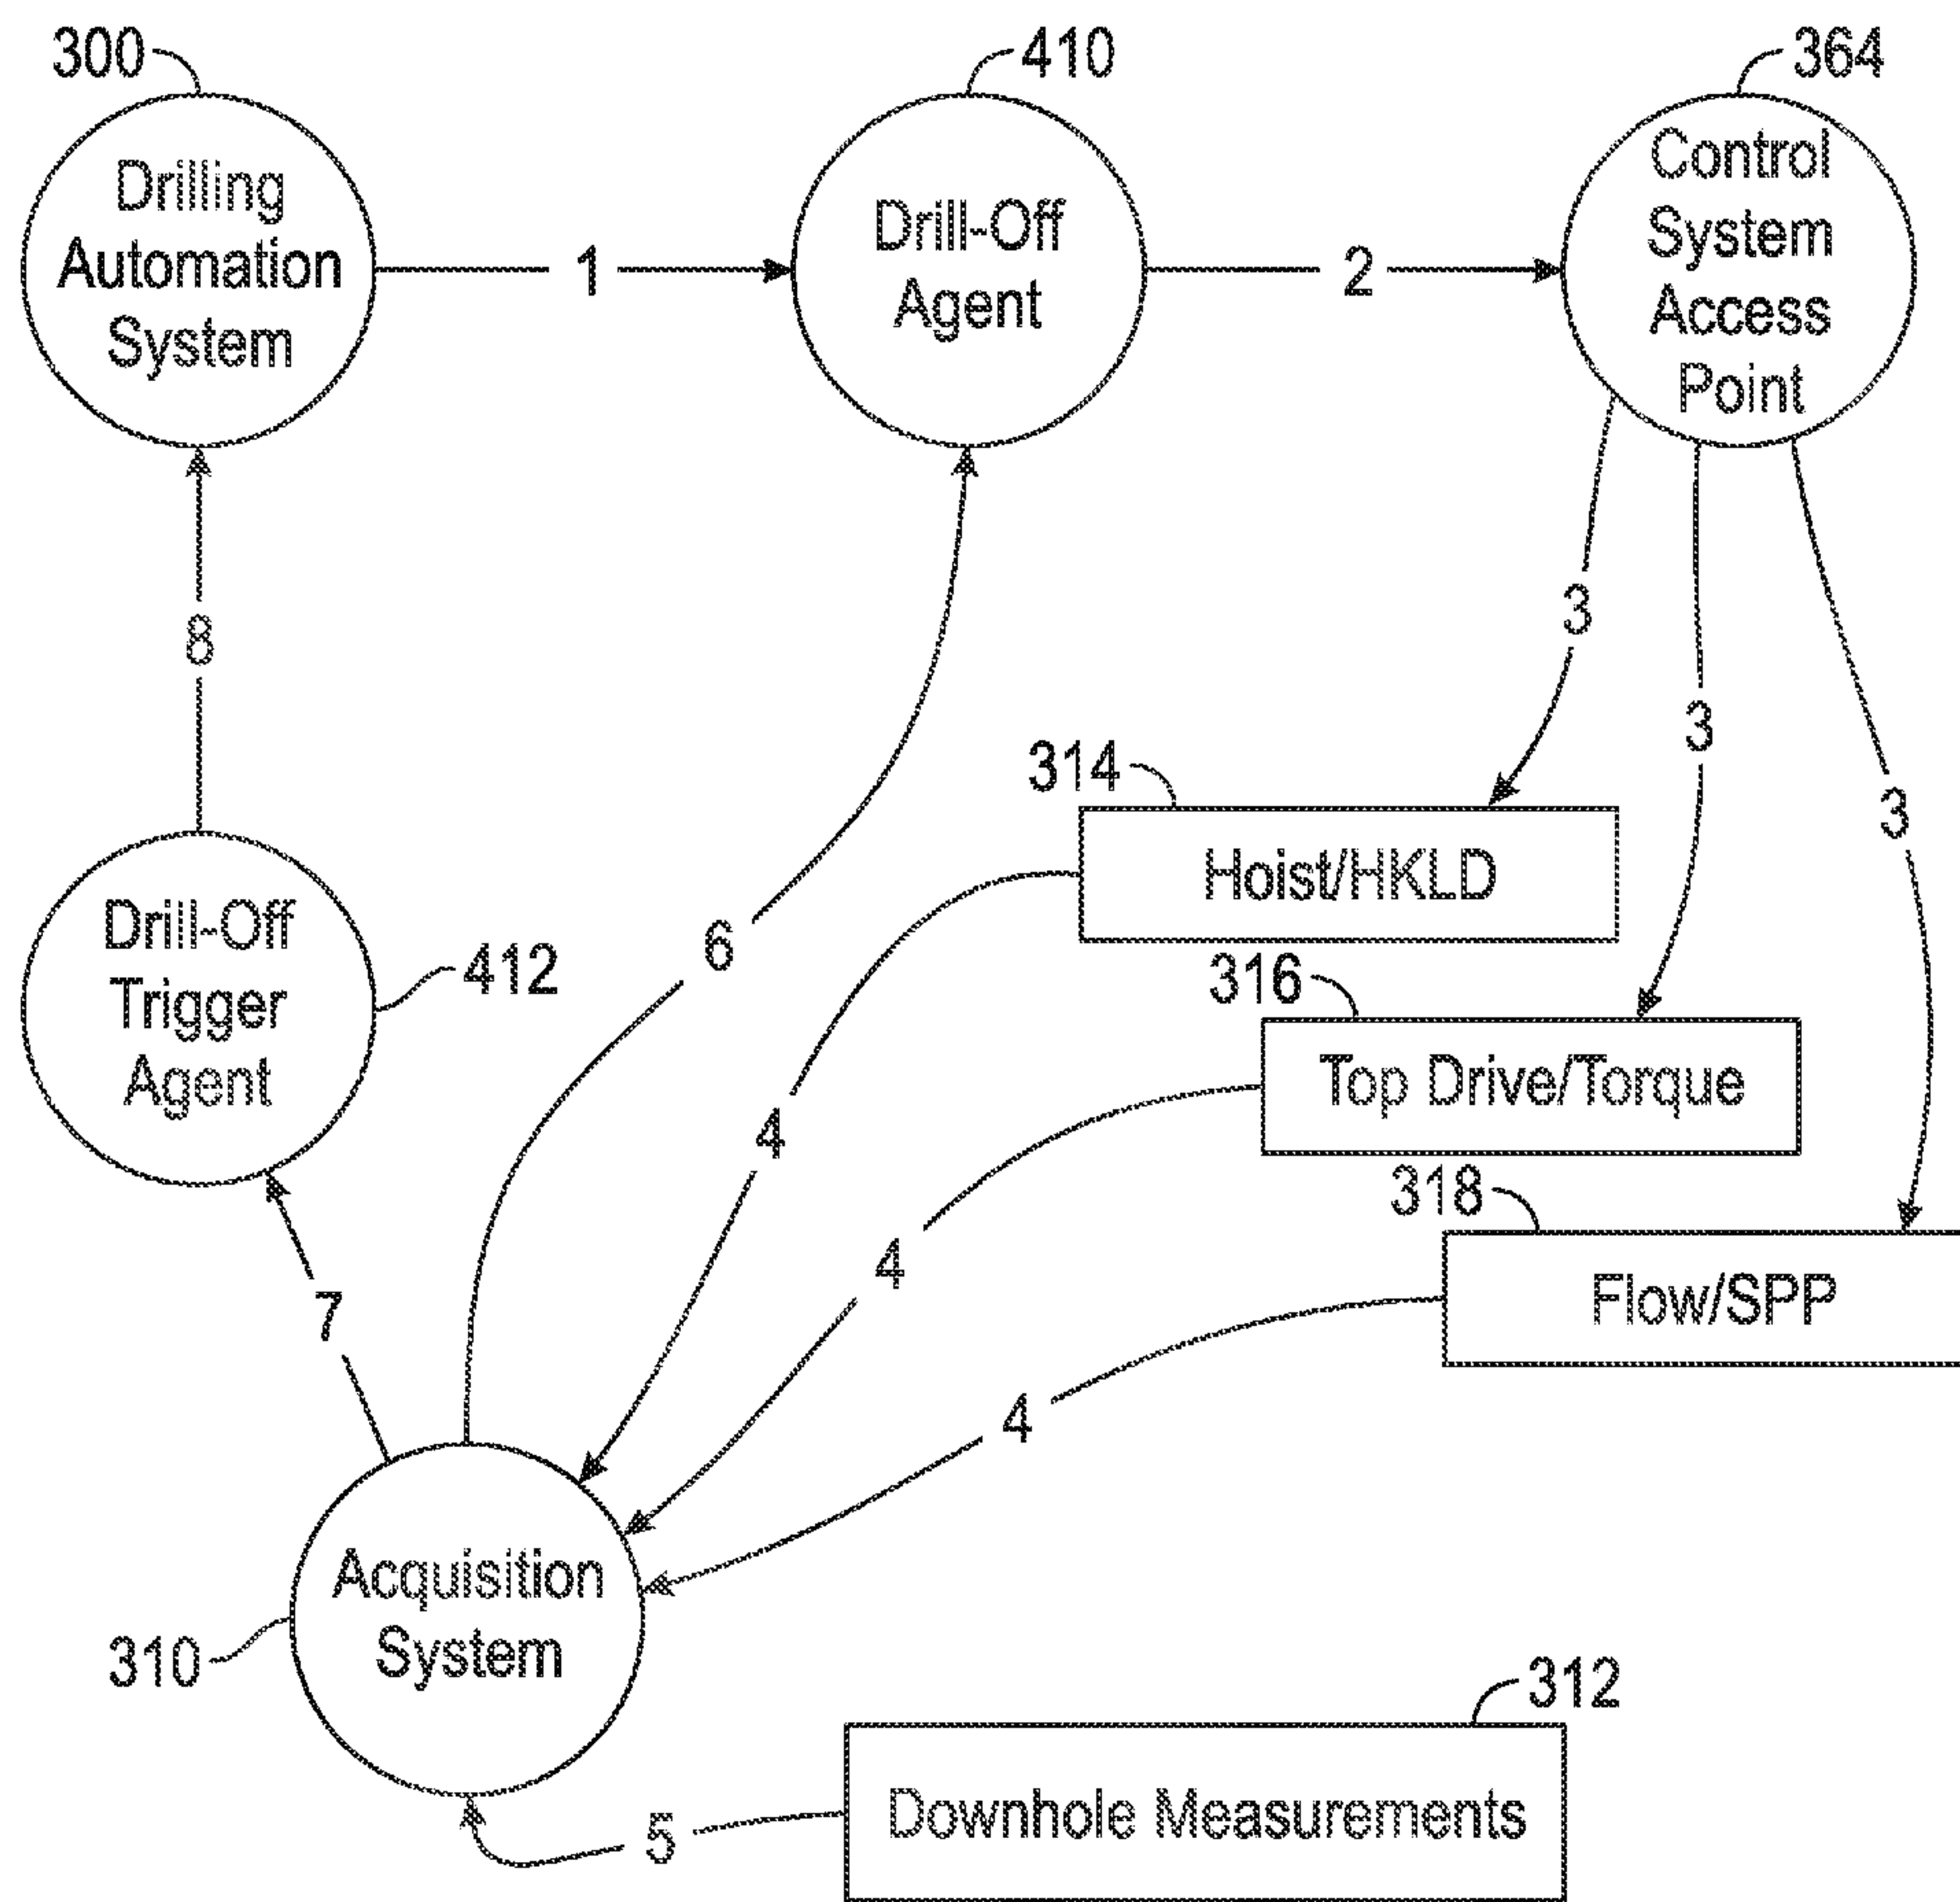 300
410
364
Drilling
Automation
System
Drill-Off
Agent
Control
System
Access
Point
1
2
3
8
3
314
3
Hoist/HKLD
Drill-Off
Trigger
Agent
412
6
316
Top Drive/Torque
4
318
4
Flow/SPP
7
4
Acquisition
System
310
312
Downhole Measurements
5